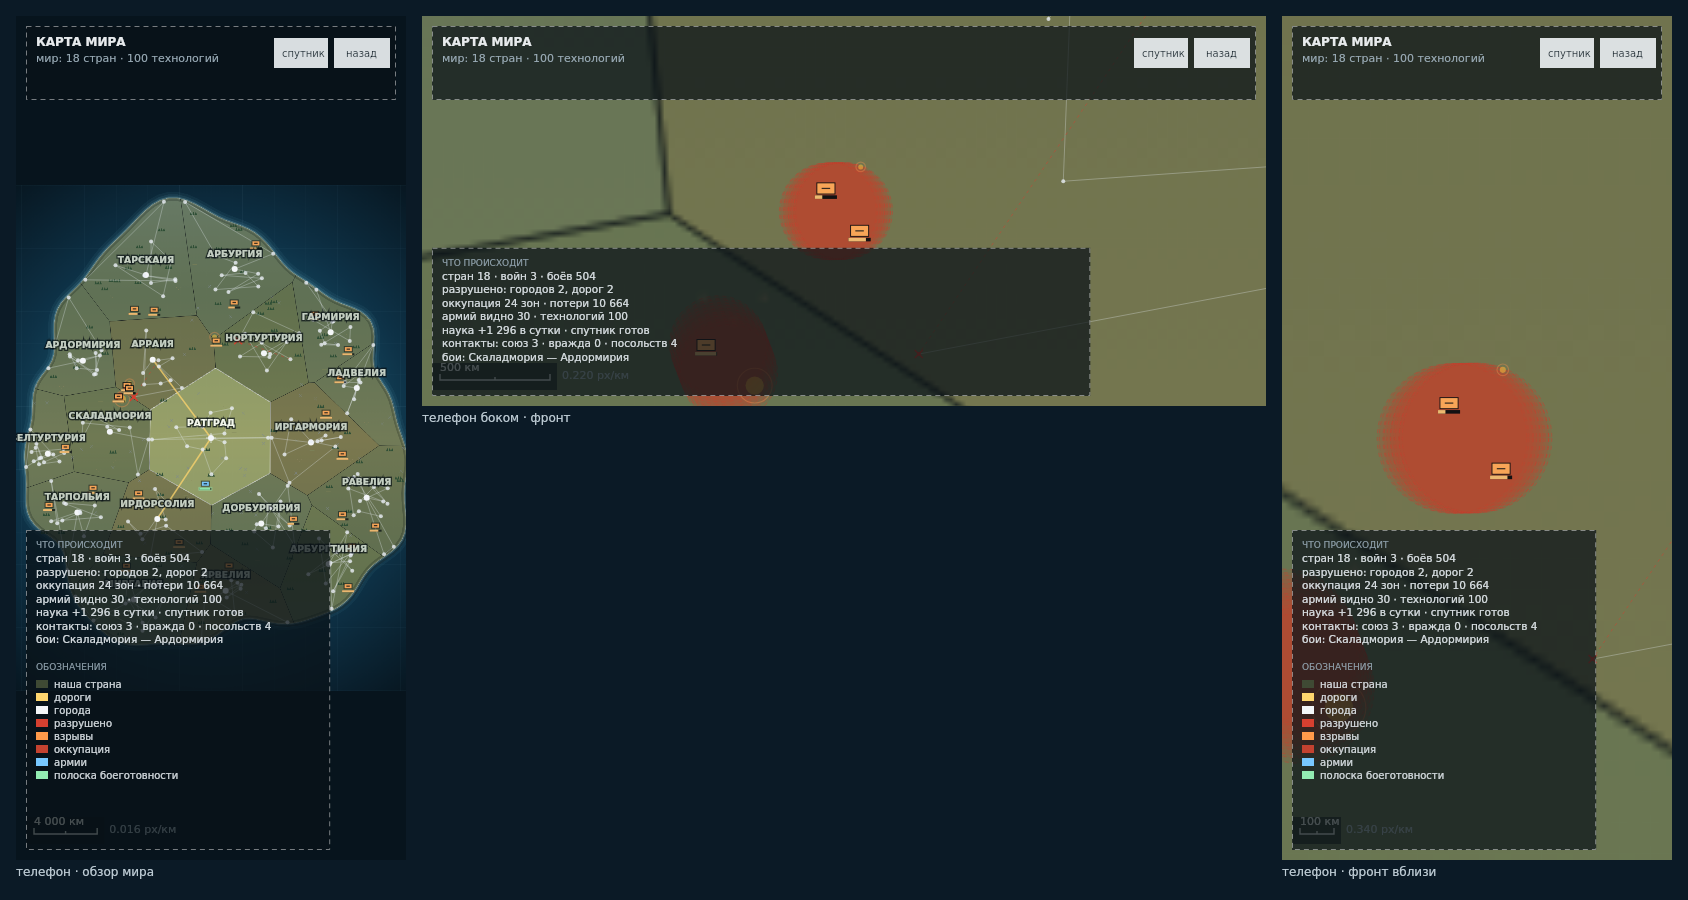 КАРТА МИРА
мир: 18 стран · 100 технологий
спутник
назад
ТАРСКАИЯ
АРБУРГИЯ
ГАРМИРИЯ
АРДОРМИРИЯ
АРРАИЯ
НОРТУРТУРИЯ
ЛАДВЕЛИЯ
СКАЛАДМОРИЯ
РАТГРАД
ИРГАРМОРИЯ
ЕЛТУРТУРИЯ
РАВЕЛИЯ
ТАРПОЛЬИЯ
ИРДОРСОЛИЯ
ЧТО ПРОИСХОДИТ
стран 18 · войн 3 · боёв 504
разрушено: городов 2, дорог 2
оккупация 24 зон · потери 10 664
армий видно 30 · технологий 100
наука +1 296 в сутки · спутник готов
контакты: союз 3 · вражда 0 · посольств 4
бои: Скаладмория — Ардормирия
ОБОЗНАЧЕНИЯ
наша страна
дороги
города
разрушено
взрывы
оккупация
армии
полоска боеготовности
4 000 км
0.016 px/км
телефон · обзор мира
КАРТА МИРА
мир: 18 стран · 100 технологий
спутник
назад
ЧТО ПРОИСХОДИТ
стран 18 · войн 3 · боёв 504
разрушено: городов 2, дорог 2
оккупация 24 зон · потери 10 664
армий видно 30 · технологий 100
наука +1 296 в сутки · спутник готов
контакты: союз 3 · вражда 0 · посольств 4
бои: Скаладмория — Ардормирия
500 км
0.220 px/км
телефон боком · фронт
КАРТА МИРА
мир: 18 стран · 100 технологий
спутник
назад
ЧТО ПРОИСХОДИТ
стран 18 · войн 3 · боёв 504
разрушено: городов 2, дорог 2
оккупация 24 зон · потери 10 664
армий видно 30 · технологий 100
наука +1 296 в сутки · спутник готов
контакты: союз 3 · вражда 0 · посольств 4
бои: Скаладмория — Ардормирия
ОБОЗНАЧЕНИЯ
наша страна
дороги
города
разрушено
взрывы
оккупация
армии
полоска боеготовности
100 км
0.340 px/км
телефон · фронт вблизи